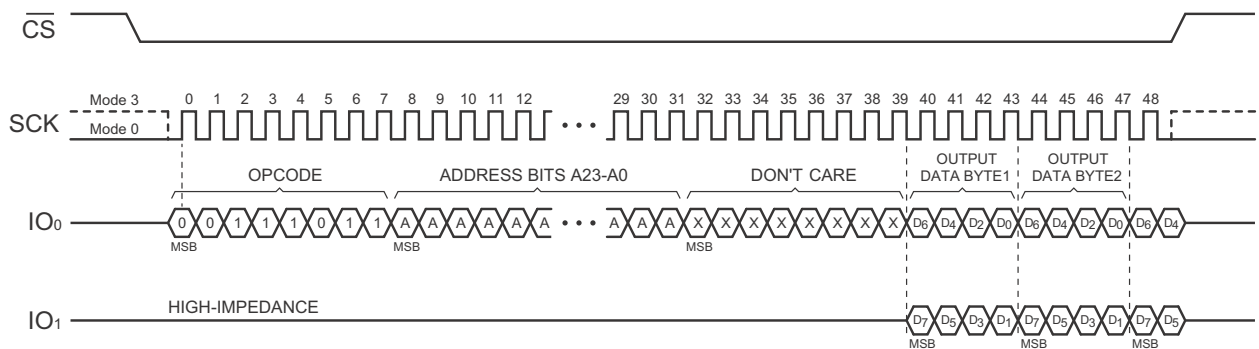 CS
Mode 3
Mode 0
SCK
0 1 2 3 4 5 6 7 8 9 10 11 12 29 30 31 32 33 34 35 36 37 38 39 40 41 42 43 44 45 46 47 48
OPCODE
ADDRESS BITS A23-A0
DON'T CARE
OUTPUT
DATA BYTE1
OUTPUT
DATA BYTE2
IO₀
0 0 1 1 1 0 1 1 A A A A A A A A A X X X X X X X X D₆ D₄ D₂ D₀ D₆ D₄ D₂ D₀ D₆ D₄
MSB MSB MSB
HIGH-IMPEDANCE
IO₁
D₇ D₅ D₃ D₁ D₇ D₅ D₃ D₁ D₇ D₅
MSB MSB MSB